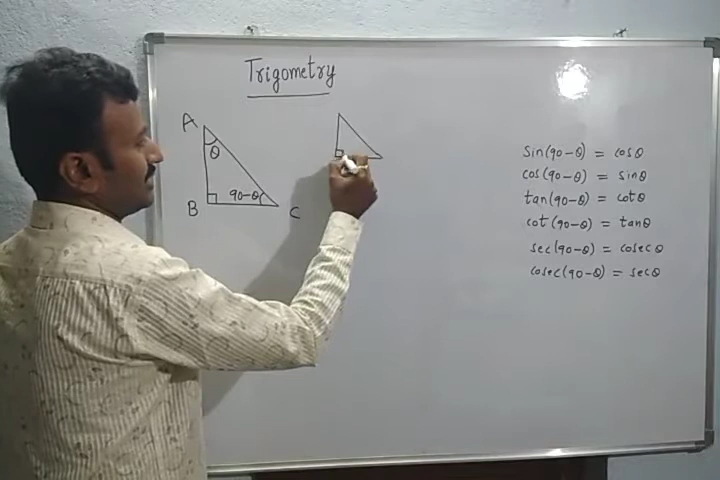 Trigometry
A
θ
B
90-θ
C
sin(90-θ) = cosθ
cos(90-θ) = sinθ
tan(90-θ) = cotθ
cot(90-θ) = tanθ
sec(90-θ) = cosecθ
cosec(90-θ) = secθ